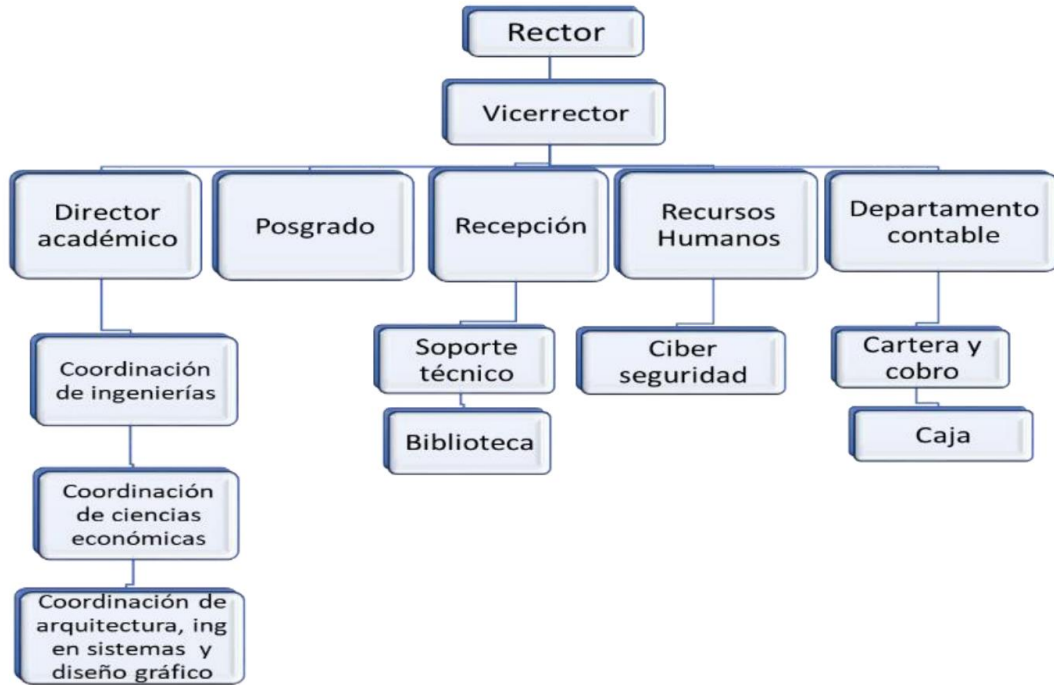 Rector
Vicerrector
Director
académico
Posgrado
Recepción
Recursos
Humanos
Departamento
contable
Coordinación
de ingenierías
Soporte
técnico
Ciber
seguridad
Cartera y
cobro
Biblioteca
Caja
Coordinación
de ciencias
económicas
Coordinación de
arquitectura, ing
en sistemas y
diseño gráfico